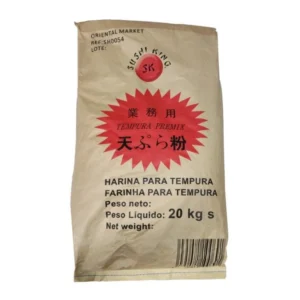 ORIENTAL MARKET
REF: SK0054
LOTE:
SUSHI KING
SK
業務用
TEMPURA PREMIX
天ぷら粉
HARINA PARA TEMPURA
FARINHA PARA TEMPURA
Peso neto:
Peso Liquido: 20 kg s
Net weight: